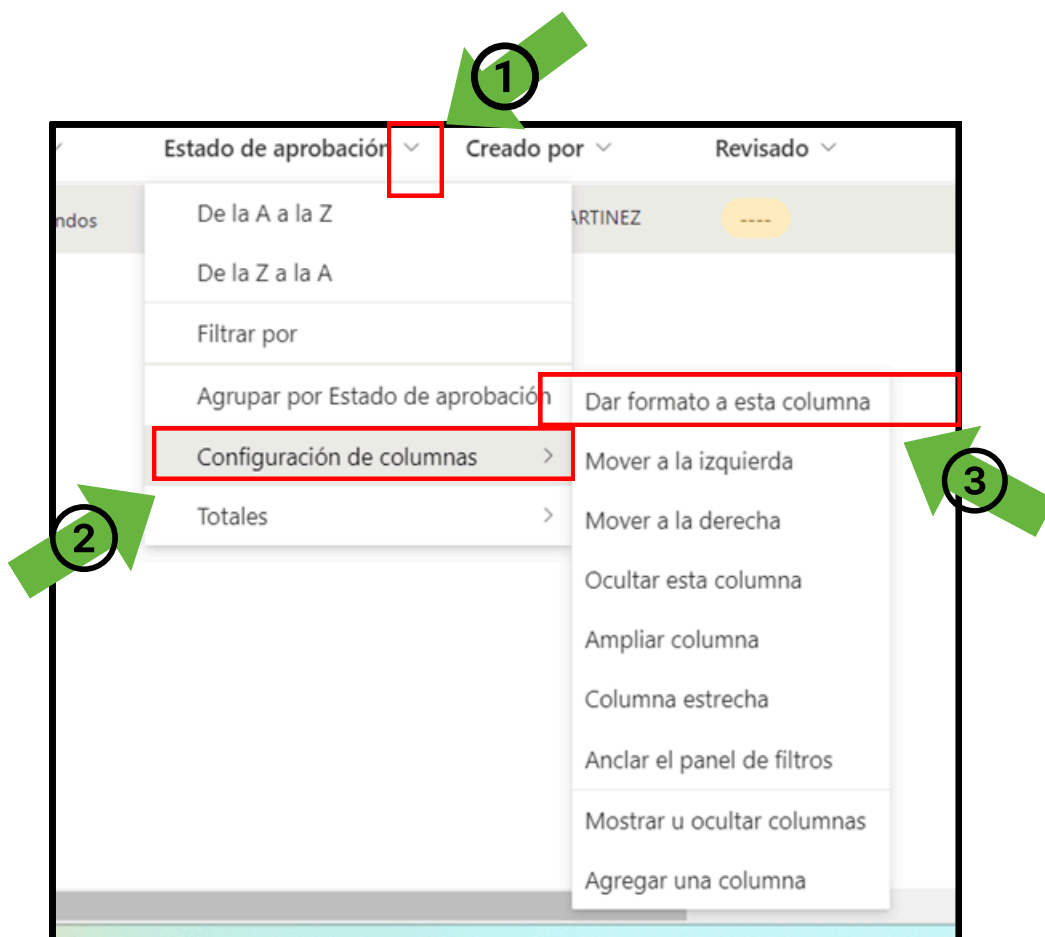 1
Estado de aprobación Creado por Revisado
ndos ARTINEZ ----
De la A a la Z
De la Z a la A
Filtrar por
Agrupar por Estado de aprobación
Configuración de columnas
Totales
2
Dar formato a esta columna
3
Mover a la izquierda
Mover a la derecha
Ocultar esta columna
Ampliar columna
Columna estrecha
Anclar el panel de filtros
Mostrar u ocultar columnas
Agregar una columna